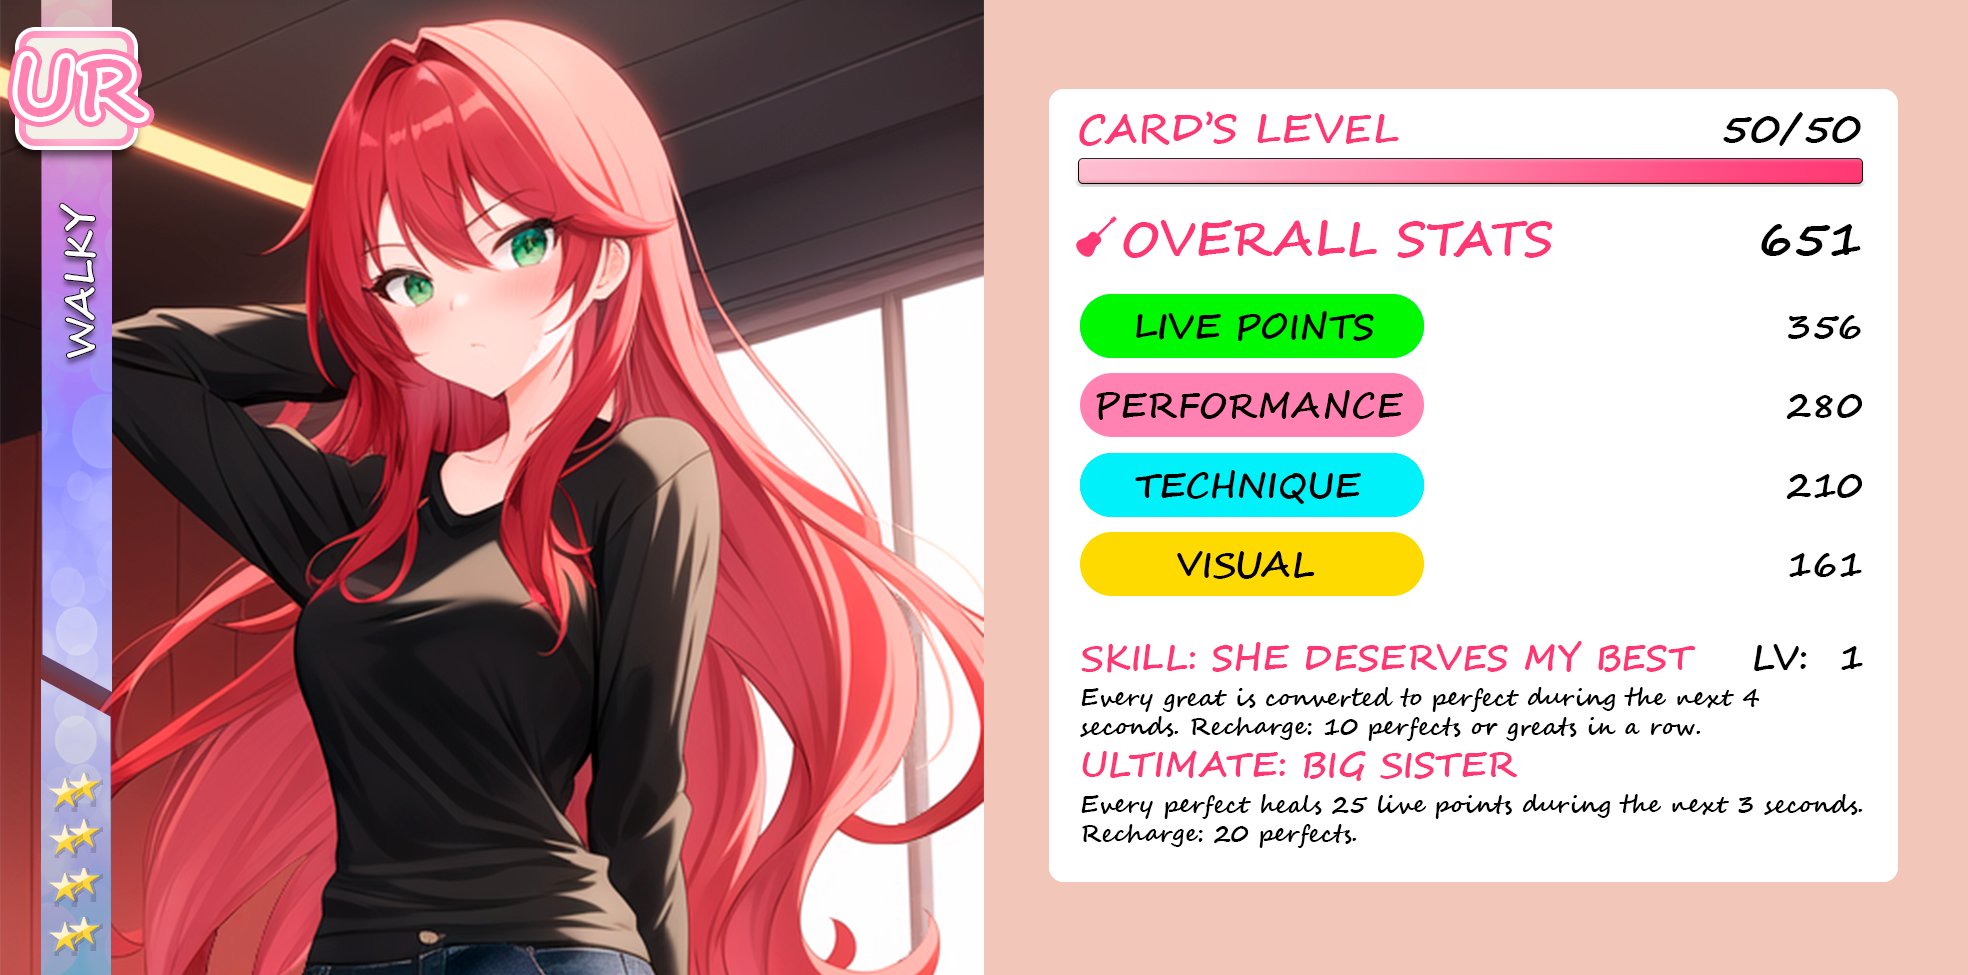 UR
WALKY
CARD'S LEVEL 50/50
OVERALL STATS 651
LIVE POINTS 356
PERFORMANCE 280
TECHNIQUE 210
VISUAL 161
SKILL: SHE DESERVES MY BEST LV: 1
Every great is converted to perfect during the next 4
seconds. Recharge: 10 perfects or greats in a row.
ULTIMATE: BIG SISTER
Every perfect heals 25 live points during the next 3 seconds.
Recharge: 20 perfects.